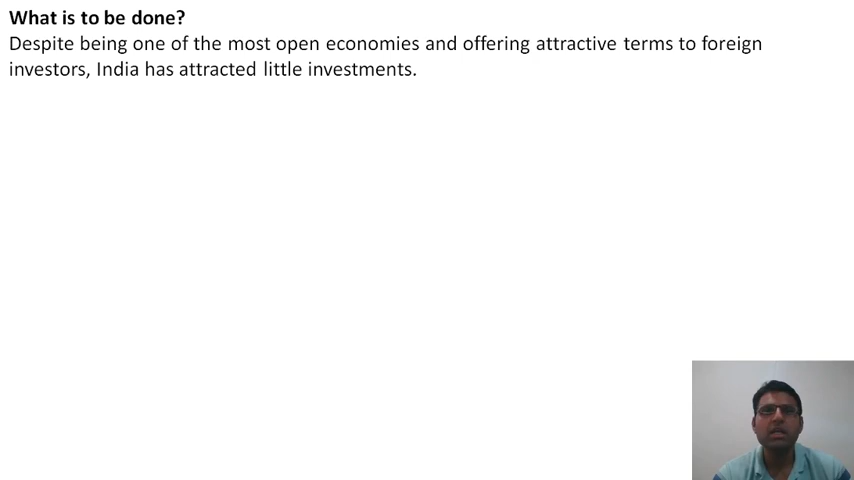 What is to be done?
Despite being one of the most open economies and offering attractive terms to foreign
investors, India has attracted little investments.